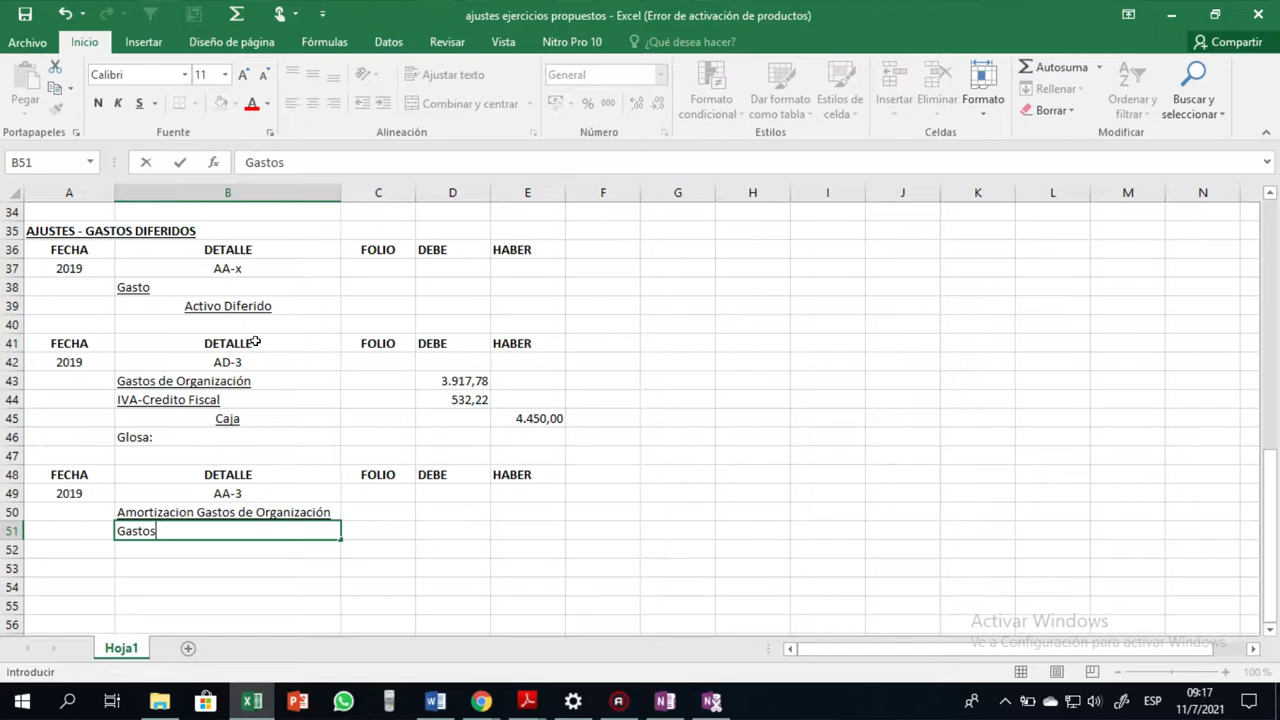 ajustes ejercicios propuestos - Excel (Error de activación de productos)
Archivo Inicio Insertar Diseño de página Fórmulas Datos Revisar Vista Nitro Pro 10 ¿Qué desea hacer? Compartir
Pegar Calibri 11 A A Ajustar texto General Formato condicional Dar formato como tabla Estilos de celda Insertar Eliminar Formato Σ Autosuma Rellenar Borrar Ordenar y filtrar Buscar y seleccionar
N K S A Combinar y centrar % 000
Portapapeles Fuente Alineación Número Estilos Celdas Modificar
B51 fx Gastos
A B C D E F G H I J K L M N
34
35 AJUSTES - GASTOS DIFERIDOS
36 FECHA DETALLE FOLIO DEBE HABER
37 2019 AA-x
38 Gasto
39 Activo Diferido
40
41 FECHA DETALLE FOLIO DEBE HABER
42 2019 AD-3
43 Gastos de Organización 3.917,78
44 IVA-Credito Fiscal 532,22
45 Caja 4.450,00
46 Glosa:
47
48 FECHA DETALLE FOLIO DEBE HABER
49 2019 AA-3
50 Amortizacion Gastos de Organización
51 Gastos
52
53
54
55
56
Activar Windows
Ve a Configuración para activar Windows.
Hoja1
Introducir 100 %
ESP 09:17
11/7/2021